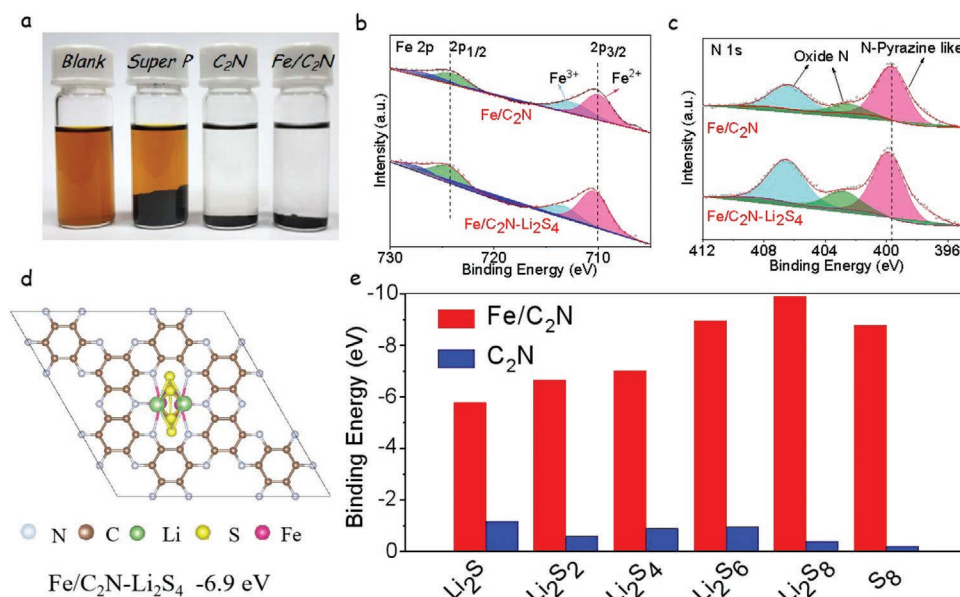 a
Blank
Super P
C₂N
Fe/C₂N
b
Fe 2p
2p₁/₂
2p₃/₂
Fe³⁺
Fe²⁺
Fe/C₂N
Fe/C₂N-Li₂S₄
Intensity (a.u.)
730
720
710
Binding Energy (eV)
c
N 1s
N-Pyrazine like
Oxide N
Fe/C₂N
Fe/C₂N-Li₂S₄
Intensity (a.u.)
412
408
404
400
396
Binding Energy (eV)
d
N
C
Li
S
Fe
Fe/C₂N-Li₂S₄ -6.9 eV
e
Fe/C₂N
C₂N
Binding Energy (eV)
-10
-8
-6
-4
-2
0
Li₂S
Li₂S₂
Li₂S₄
Li₂S₆
Li₂S₈
S₈